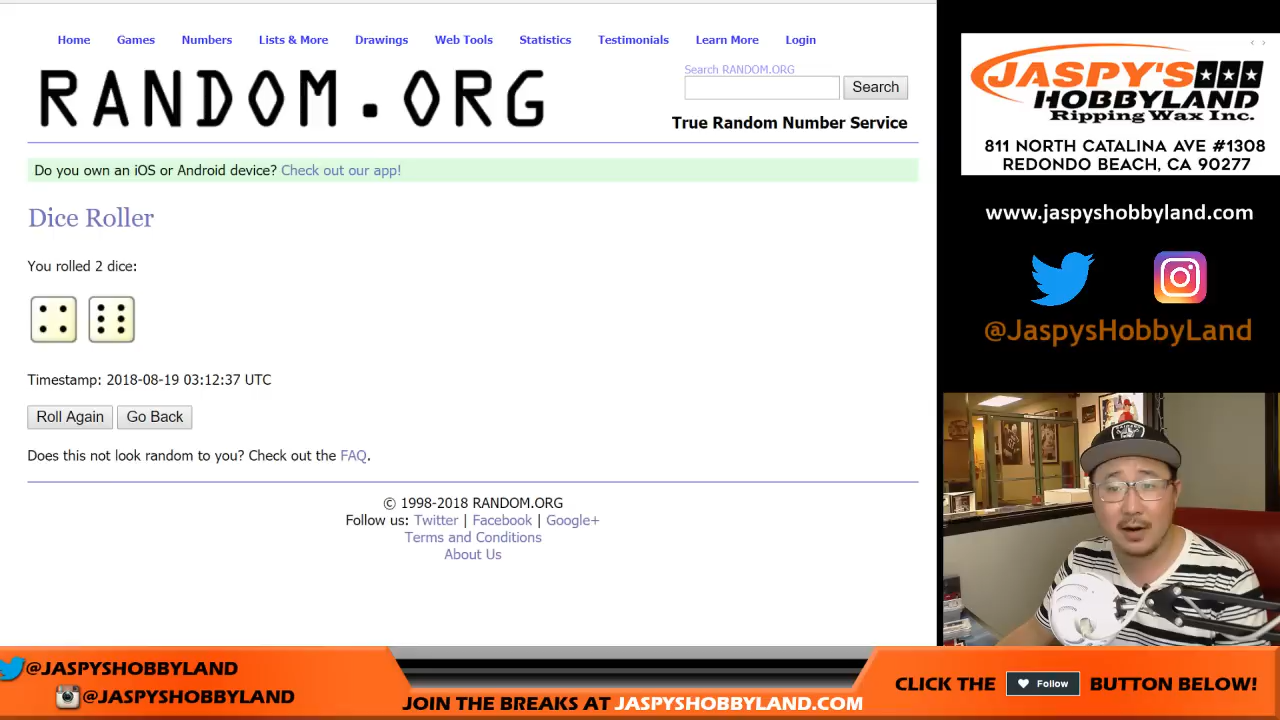 Home Games Numbers Lists & More Drawings Web Tools Statistics Testimonials Learn More Login
RANDOM.ORG
Search RANDOM.ORG
Search
True Random Number Service
Do you own an iOS or Android device? Check out our app!
Dice Roller
You rolled 2 dice:
Timestamp: 2018-08-19 03:12:37 UTC
Roll Again Go Back
Does this not look random to you? Check out the FAQ.
© 1998-2018 RANDOM.ORG
Follow us: Twitter | Facebook | Google+
Terms and Conditions
About Us
JASPY'S
HOBBYLAND
Ripping Wax Inc.
811 NORTH CATALINA AVE #1308
REDONDO BEACH, CA 90277
www.jaspyshobbyland.com
@JaspysHobbyLand
@JASPYSHOBBYLAND
@JASPYSHOBBYLAND
JOIN THE BREAKS AT JASPYSHOBBYLAND.COM
CLICK THE Follow BUTTON BELOW!